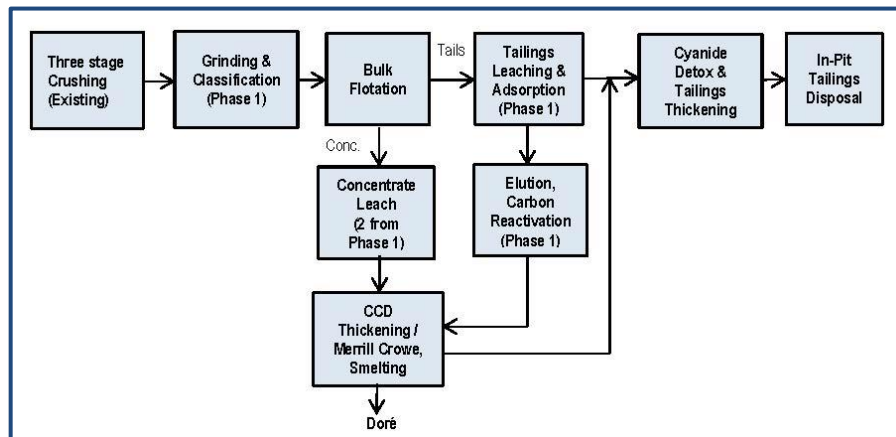 Three stage
Crushing
(Existing)
Grinding &
Classification
(Phase 1)
Bulk
Flotation
Tails
Tailings
Leaching &
Adsorption
(Phase 1)
Cyanide
Detox &
Tailings
Thickening
In-Pit
Tailings
Disposal
Conc.
Concentrate
Leach
(2 from
Phase 1)
Elution,
Carbon
Reactivation
(Phase 1)
CCD
Thickening /
Merrill Crowe,
Smelting
Doré